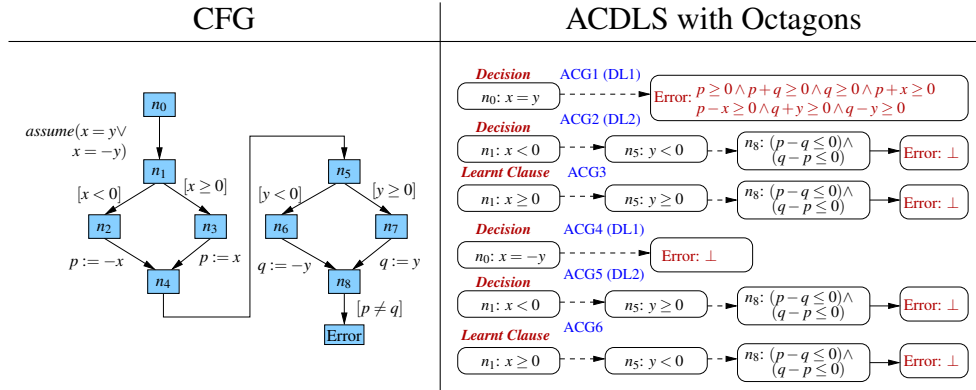 CFG
n0
assume(x = y∨
x = −y)
n1
[x < 0]
[x ≥ 0]
n2
n3
p := −x
p := x
n4
n5
[y < 0]
[y ≥ 0]
n6
n7
q := −y
q := y
n8
[p ≠ q]
Error
ACDLS with Octagons
Decision ACG1 (DL1)
n0: x = y
Error: p ≥ 0 ∧ p + q ≥ 0 ∧ q ≥ 0 ∧ p + x ≥ 0
p − x ≥ 0 ∧ q + y ≥ 0 ∧ q − y ≥ 0
Decision ACG2 (DL2)
n1: x < 0
n5: y < 0
n8: (p − q ≤ 0)∧
(q − p ≤ 0)
Error: ⊥
Learnt Clause ACG3
n1: x ≥ 0
n5: y ≥ 0
n8: (p − q ≤ 0)∧
(q − p ≤ 0)
Error: ⊥
Decision ACG4 (DL1)
n0: x = −y
Error: ⊥
Decision ACG5 (DL2)
n1: x < 0
n5: y ≥ 0
n8: (p − q ≤ 0)∧
(q − p ≤ 0)
Error: ⊥
Learnt Clause ACG6
n1: x ≥ 0
n5: y < 0
n8: (p − q ≤ 0)∧
(q − p ≤ 0)
Error: ⊥